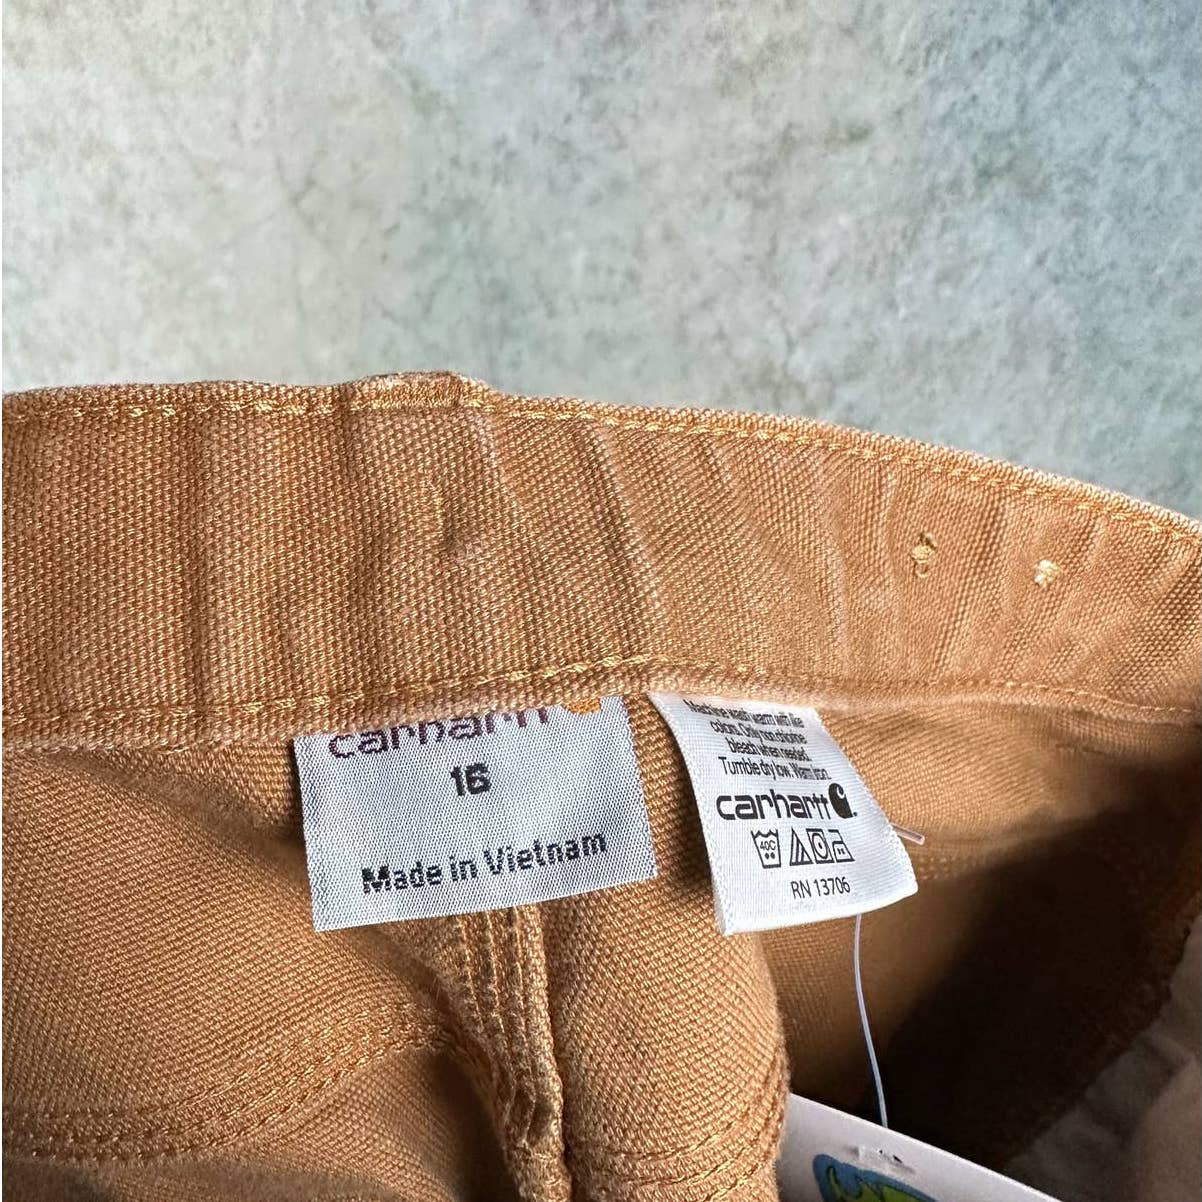 carhartt
16
Made in Vietnam
Machine wash warm with like
colors. Only non chlorine
bleach when needed.
Tumble dry low. Warm iron.
carhartt
40C
RN 13706